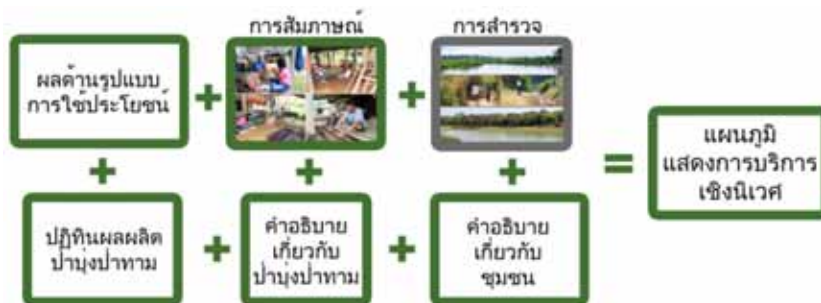 การสัมภาษณ์
การสำรวจ
ผลด้านรูปแบบ
การใช้ประโยชน์
+
+
=
แผนภูมิ
แสดงการบริการ
เชิงนิเวศ
+
+
+
ปฏิทินผลผลิต
ป่าบุ่งป่าทาม
+
คำอธิบาย
เกี่ยวกับ
ป่าบุ่งป่าทาม
+
คำอธิบาย
เกี่ยวกับ
ชุมชน